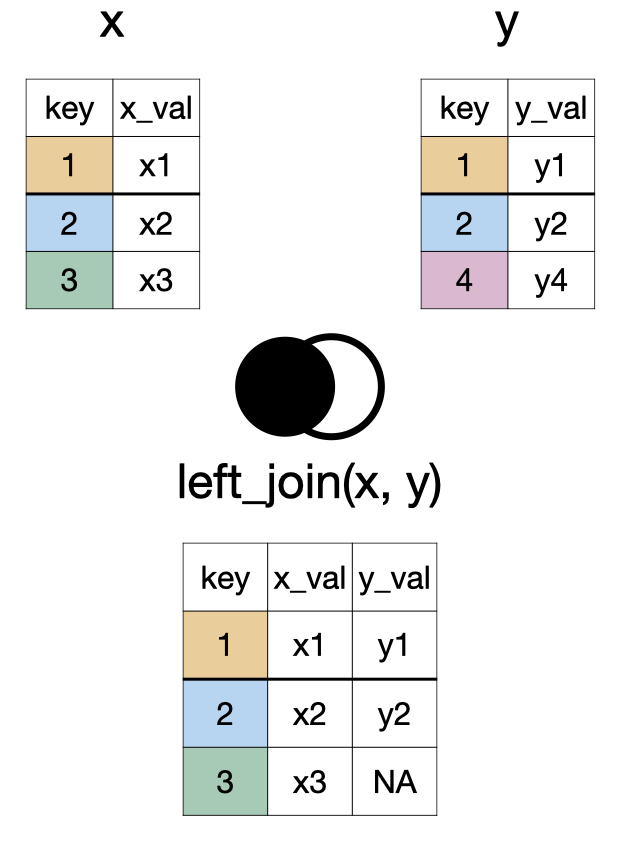 x
key x_val
1 x1
2 x2
3 x3
y
key y_val
1 y1
2 y2
4 y4
left_join(x, y)
key x_val y_val
1 x1 y1
2 x2 y2
3 x3 NA